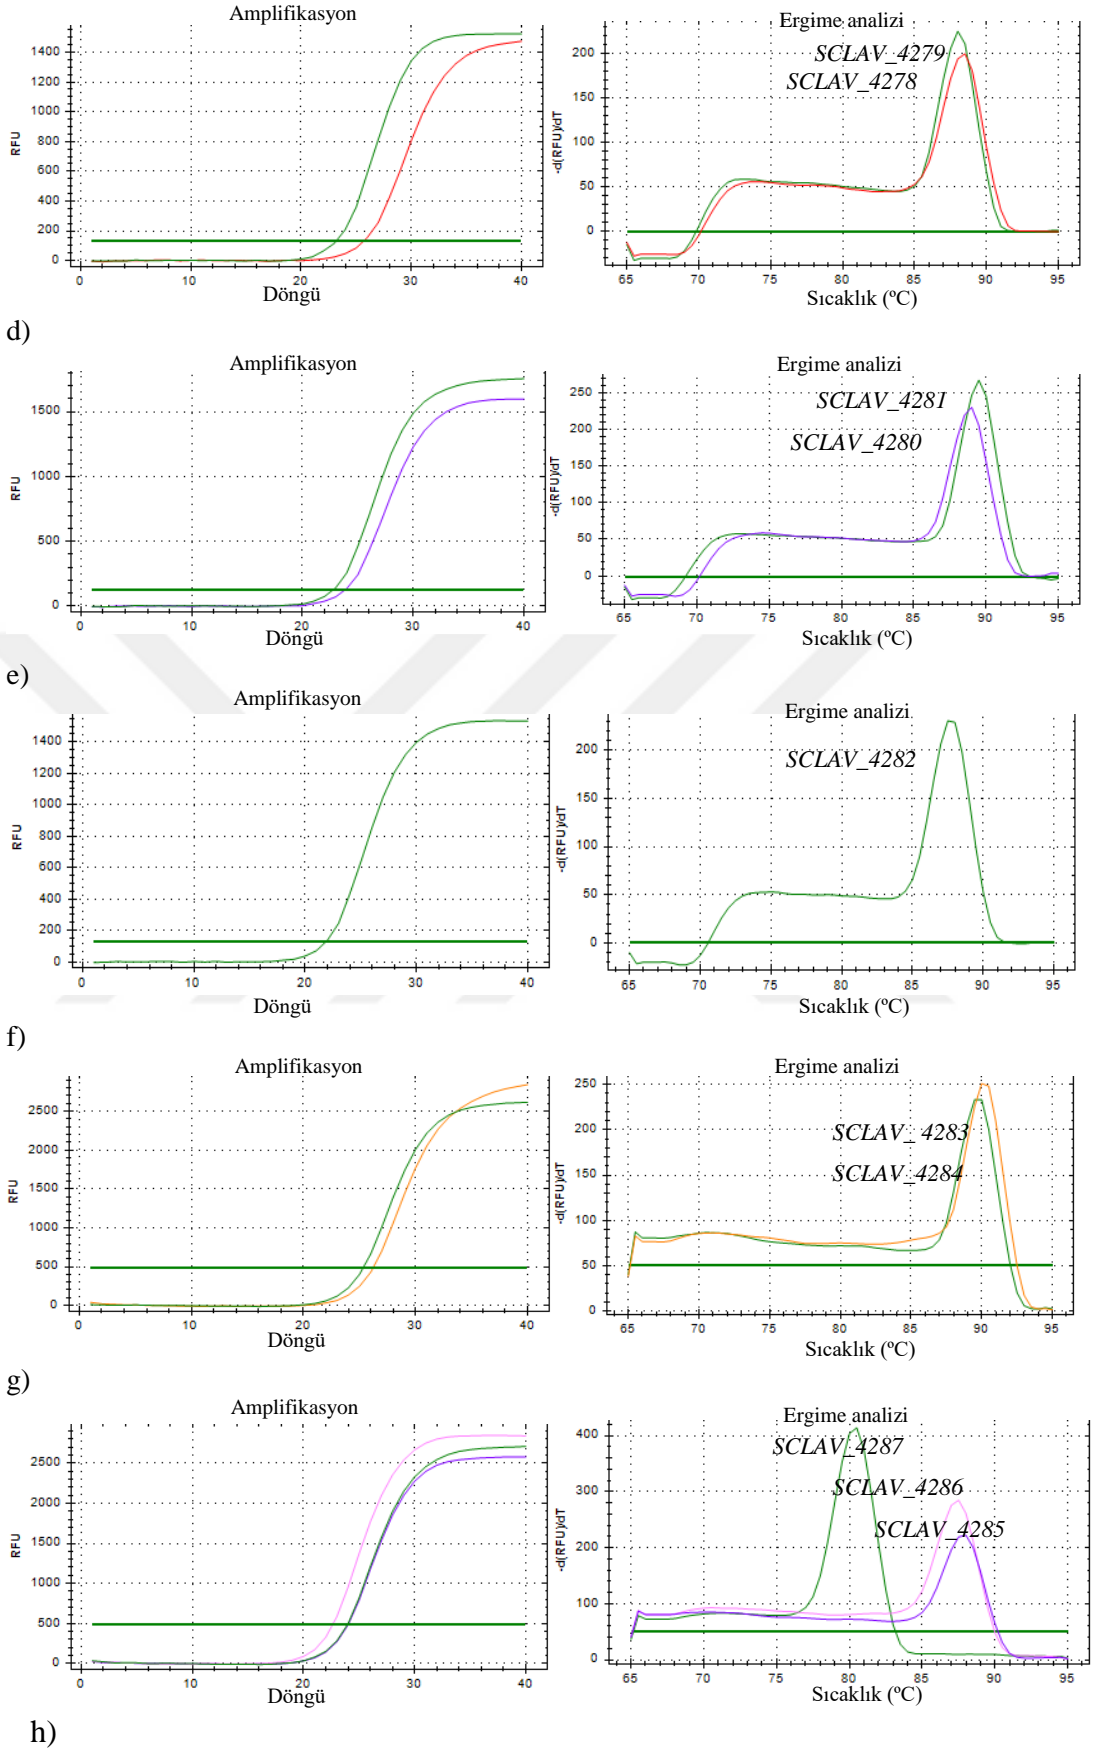 Amplifikasyon
Ergime analizi
1400
1200
1000
800
600
400
200
0
RFU
0
10
20
30
40
Döngü
200
150
100
50
0
-d(RFU)/dT
SCLAV_4279
SCLAV_4278
65
70
75
80
85
90
95
Sıcaklık (ºC)
d)
Amplifikasyon
Ergime analizi
1500
1000
500
0
RFU
0
10
20
30
40
Döngü
250
200
150
100
50
0
-d(RFU)/dT
SCLAV_4281
SCLAV_4280
65
70
75
80
85
90
95
Sıcaklık (ºC)
e)
Amplifikasyon
Ergime analizi
1400
1200
1000
800
600
400
200
0
RFU
0
10
20
30
40
Döngü
200
150
100
50
0
-d(RFU)/dT
SCLAV_4282
65
70
75
80
85
90
95
Sıcaklık (ºC)
f)
Amplifikasyon
Ergime analizi
2500
2000
1500
1000
500
0
RFU
0
10
20
30
40
Döngü
250
200
150
100
50
0
-d(RFU)/dT
SCLAV_ 4283
SCLAV_4284
65
70
75
80
85
90
95
Sıcaklık (ºC)
g)
Amplifikasyon
Ergime analizi
2500
2000
1500
1000
500
0
RFU
0
10
20
30
40
Döngü
400
300
200
100
0
-d(RFU)/dT
SCLAV_4287
SCLAV_4286
SCLAV_4285
65
70
75
80
85
90
95
Sıcaklık (ºC)
h)